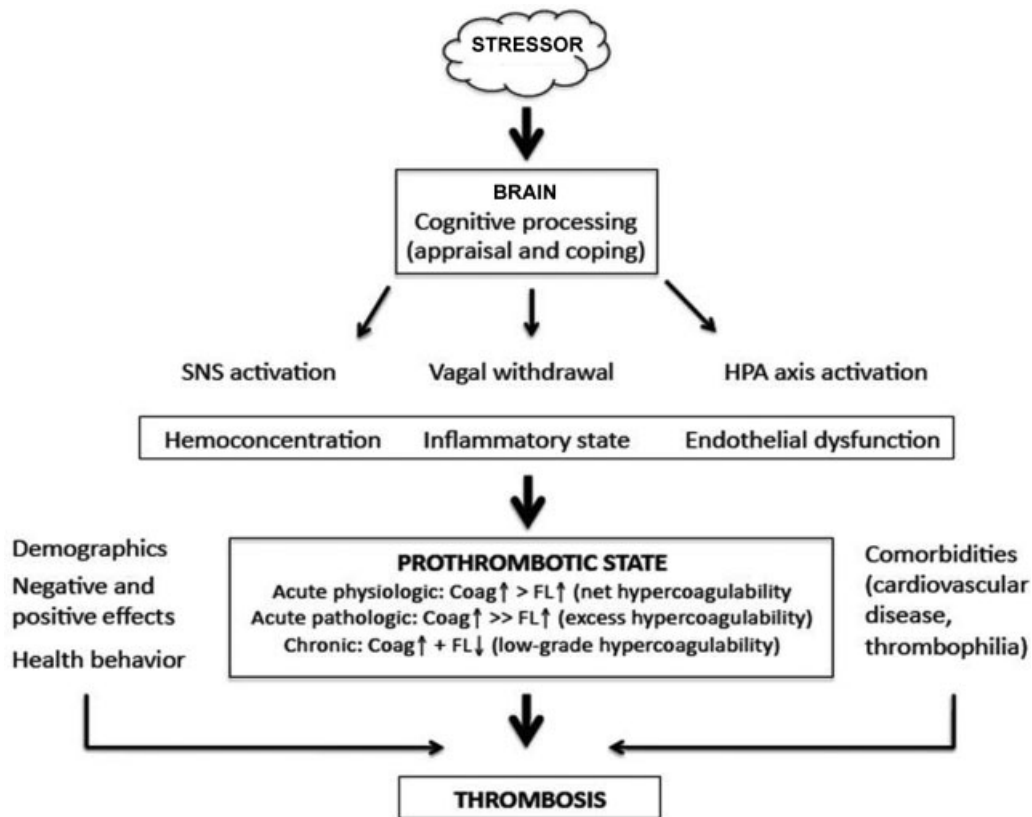 STRESSOR
BRAIN
Cognitive processing
(appraisal and coping)
SNS activation
Vagal withdrawal
HPA axis activation
Hemoconcentration
Inflammatory state
Endothelial dysfunction
Demographics
Negative and
positive effects
Health behavior
PROTHROMBOTIC STATE
Acute physiologic: Coag↑ > FL↑ (net hypercoagulability
Acute pathologic: Coag↑ >> FL↑ (excess hypercoagulability)
Chronic: Coag↑ + FL↓ (low-grade hypercoagulability)
Comorbidities
(cardiovascular
disease,
thrombophilia)
THROMBOSIS